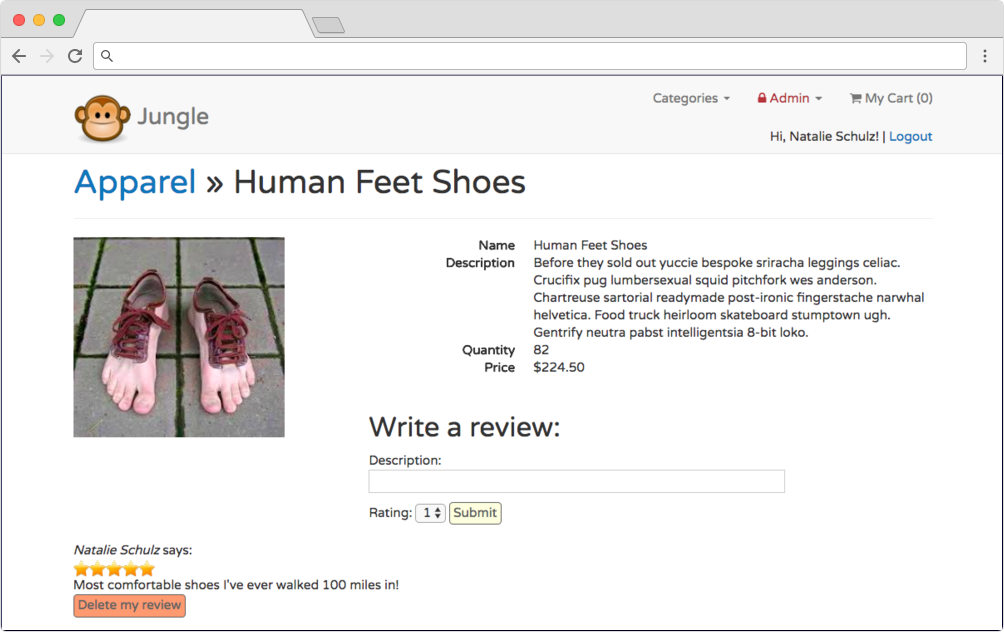 Jungle
Categories
Admin
My Cart (0)
Hi, Natalie Schulz! | Logout
Apparel » Human Feet Shoes
Name Human Feet Shoes
Description Before they sold out yuccie bespoke sriracha leggings celiac.
Crucifix pug lumbersexual squid pitchfork wes anderson.
Chartreuse sartorial readymade post-ironic fingerstache narwhal
helvetica. Food truck heirloom skateboard stumptown ugh.
Gentrify neutra pabst intelligentsia 8-bit loko.
Quantity 82
Price $224.50
Write a review:
Description:
Rating: 1 Submit
Natalie Schulz says:
Most comfortable shoes I've ever walked 100 miles in!
Delete my review